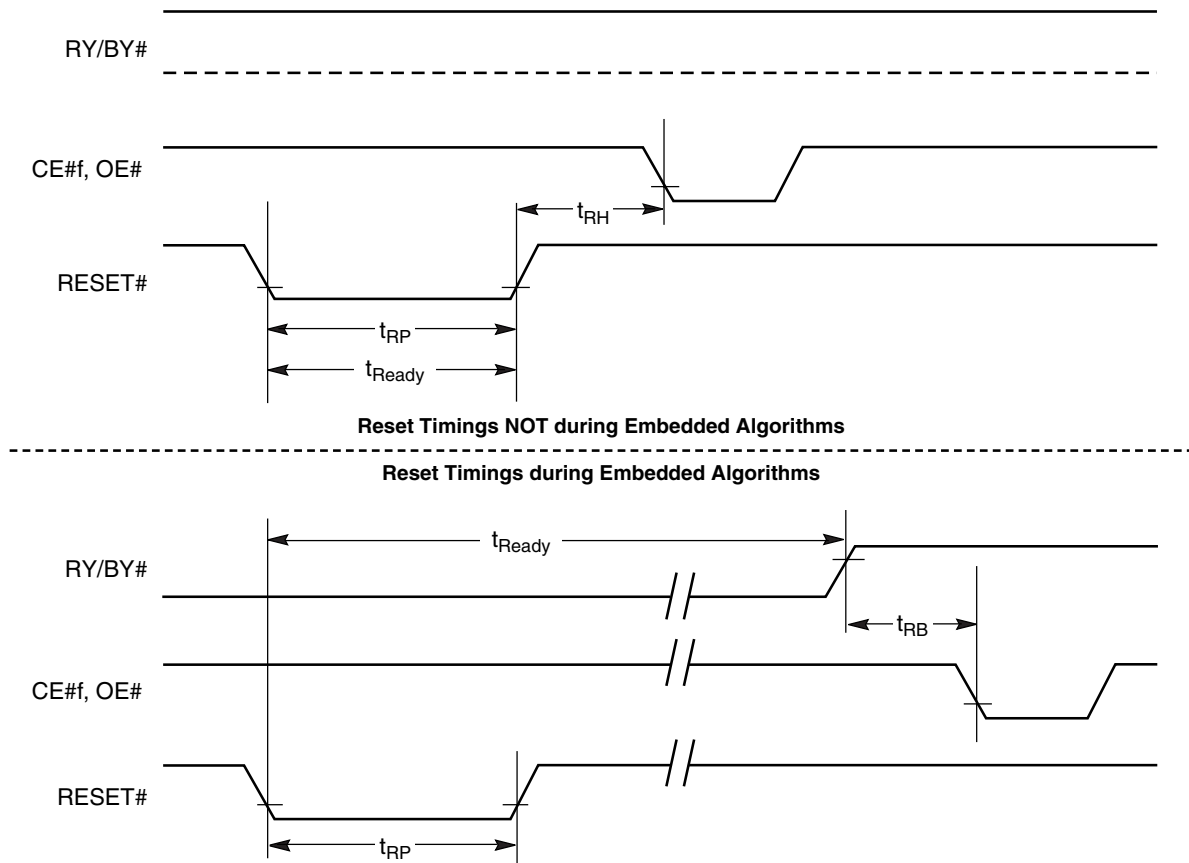 RY/BY#
CE#f, OE#
tRH
RESET#
tRP
tReady
Reset Timings NOT during Embedded Algorithms
Reset Timings during Embedded Algorithms
tReady
RY/BY#
tRB
CE#f, OE#
RESET#
tRP